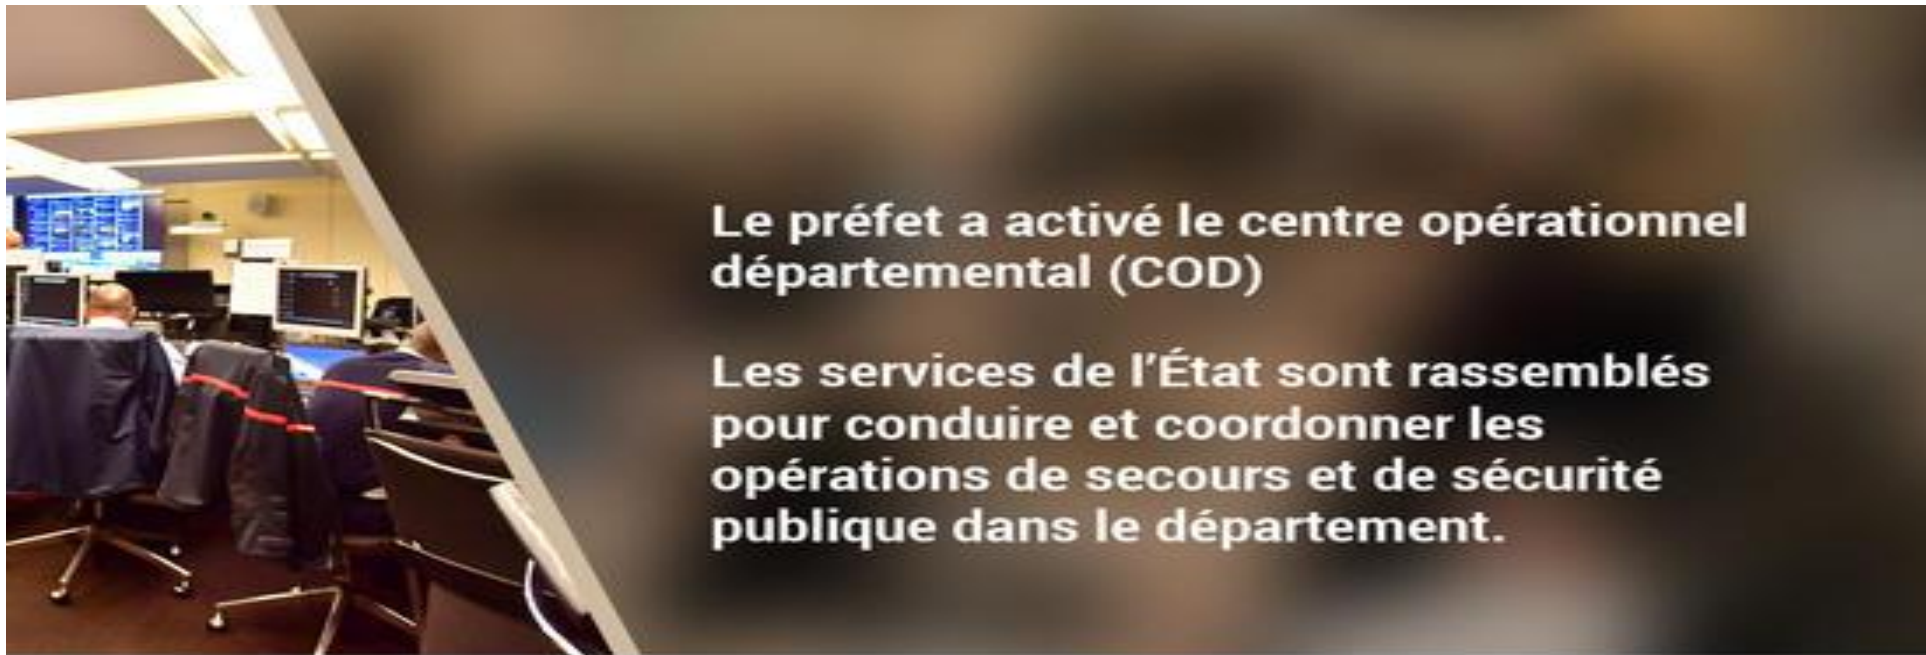 Le préfet a activé le centre opérationnel
départemental (COD)
Les services de l'État sont rassemblés
pour conduire et coordonner les
opérations de secours et de sécurité
publique dans le département.